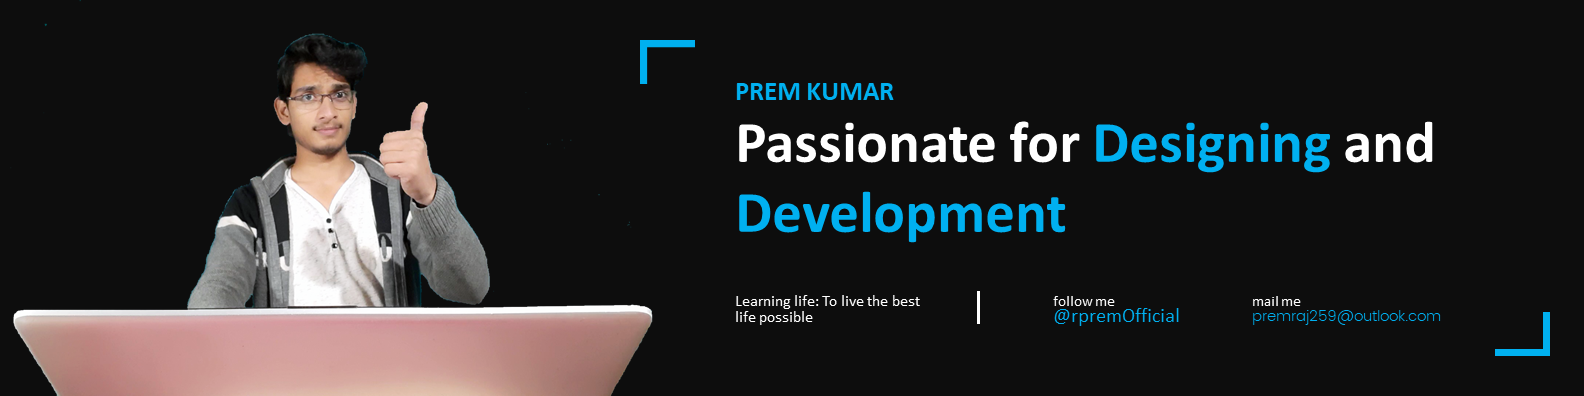 PREM KUMAR
Passionate for Designing and
Development
Learning life: To live the best
life possible
follow me
@rpremOfficial
mail me
premraj259@outlook.com